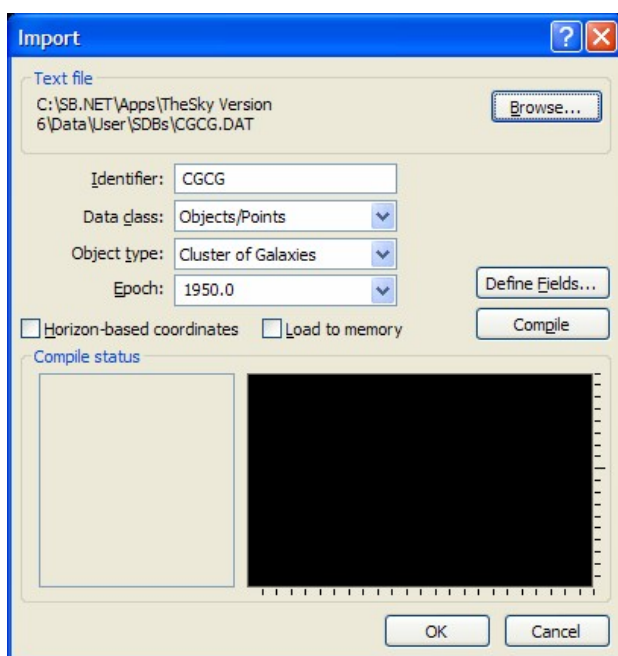 Import
Text file
C:\SB.NET\Apps\TheSky Version
6\Data\User\SDBs\CGCG.DAT
Browse...
Identifier: CGCG
Data class: Objects/Points
Object type: Cluster of Galaxies
Epoch: 1950.0
Define Fields...
Horizon-based coordinates Load to memory
Compile
Compile status
OK Cancel